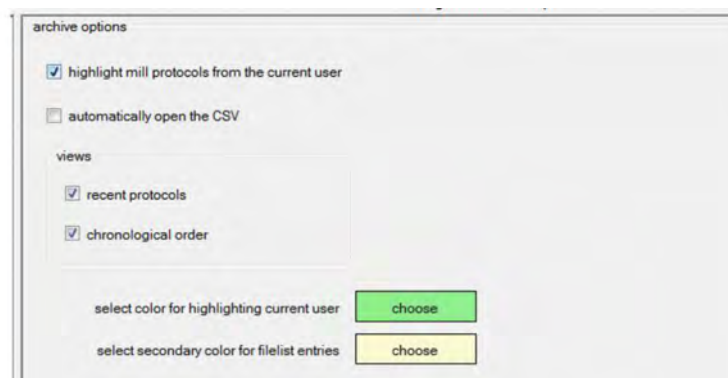 archive options
highlight mill protocols from the current user
automatically open the CSV
views
recent protocols
chronological order
select color for highlighting current user choose
select secondary color for filelist entries choose